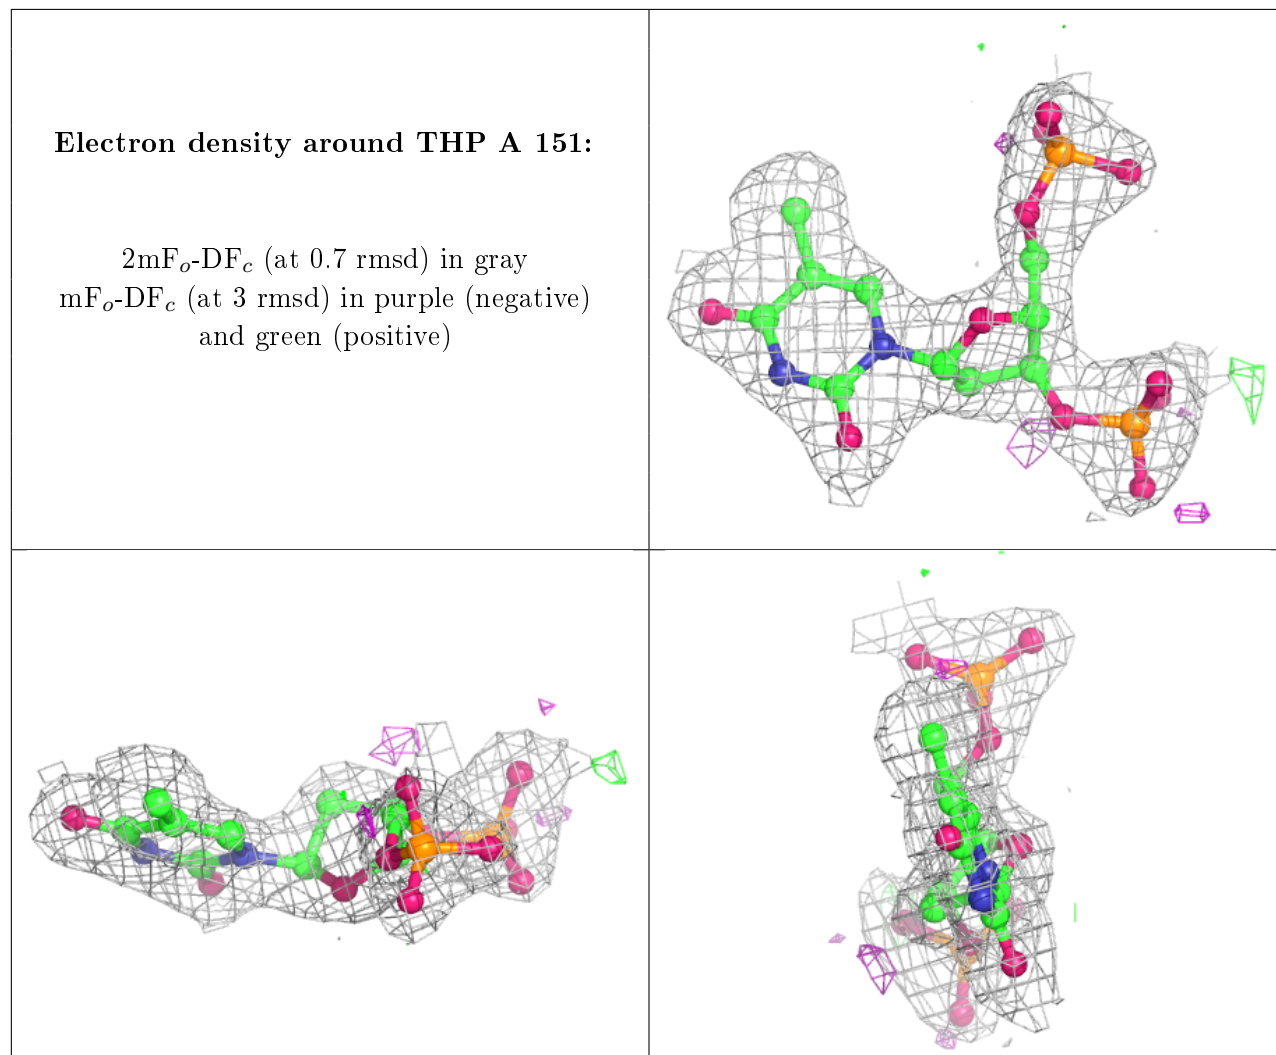 Electron density around THP A 151:
2mFo-DFc (at 0.7 rmsd) in gray
mFo-DFc (at 3 rmsd) in purple (negative)
and green (positive)